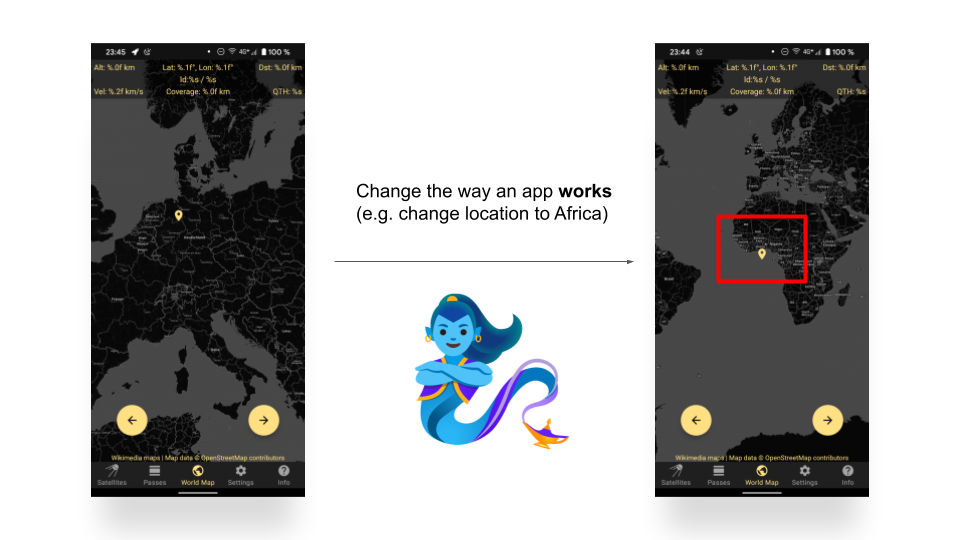 23:45 4G+ 100 %
Alt: %.0f km Lat: %.1f°, Lon: %.1f° Dst: %.0f km
Id:%s / %s
Vel: %.2f km/s Coverage: %.0f km QTH: %s
Wikimedia maps | Map data © OpenStreetMap contributors
Satellites Passes World Map Settings Info
Change the way an app works
(e.g. change location to Africa)
23:44 4G+ 100 %
Alt: %.0f km Lat: %.1f°, Lon: %.1f° Dst: %.0f km
Id:%s / %s
Vel: %.2f km/s Coverage: %.0f km QTH: %s
Wikimedia maps | Map data © OpenStreetMap contributors
Satellites Passes World Map Settings Info